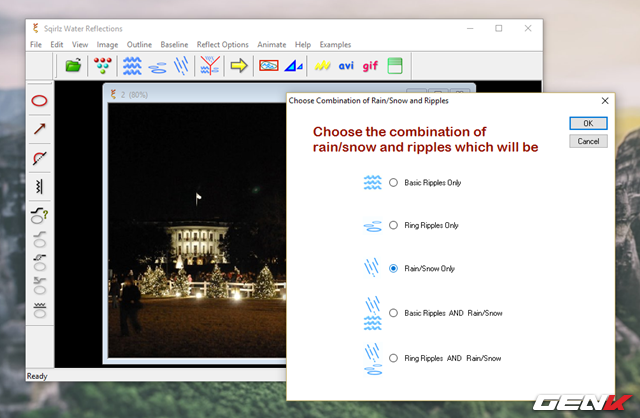 Sqirlz Water Reflections
File Edit View Image Outline Baseline Reflect Options Animate Help Examples
avi gif
2 (80%)
Choose Combination of Rain/Snow and Ripples
Choose the combination of
rain/snow and ripples which will be
OK
Cancel
Basic Ripples Only
Ring Ripples Only
Rain/Snow Only
Basic Ripples AND Rain/Snow
Ring Ripples AND Rain/Snow
Ready
GENK